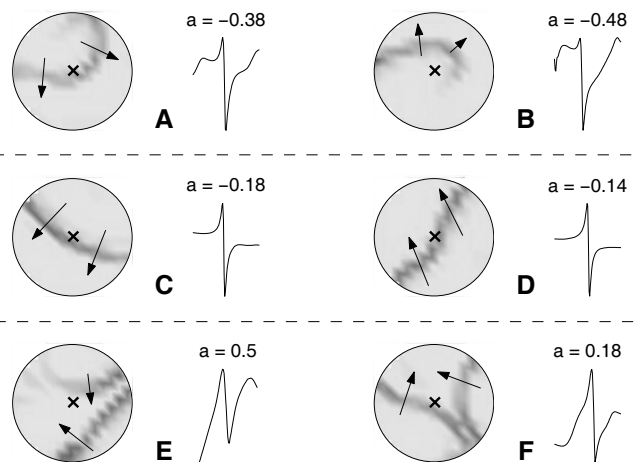 a = −0.38
A
a = −0.48
B
a = −0.18
C
a = −0.14
D
a = 0.5
E
a = 0.18
F